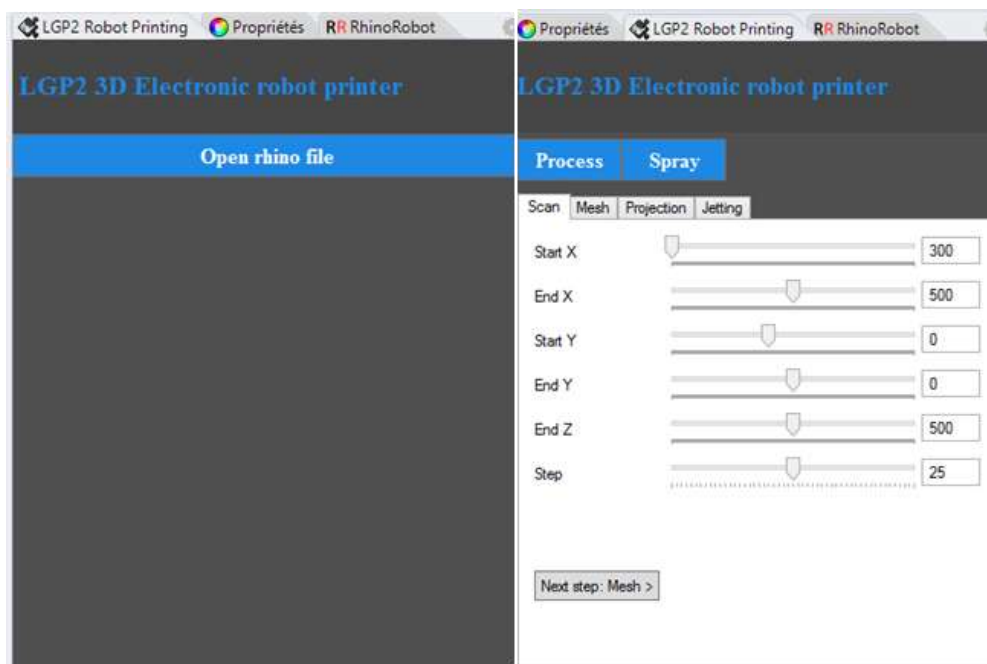 LGP2 Robot Printing Propriétés RR RhinoRobot
LGP2 3D Electronic robot printer
Open rhino file
Propriétés LGP2 Robot Printing RR RhinoRobot
LGP2 3D Electronic robot printer
Process Spray
Scan Mesh Projection Jetting
Start X 300
End X 500
Start Y 0
End Y 0
End Z 500
Step 25
Next step: Mesh >